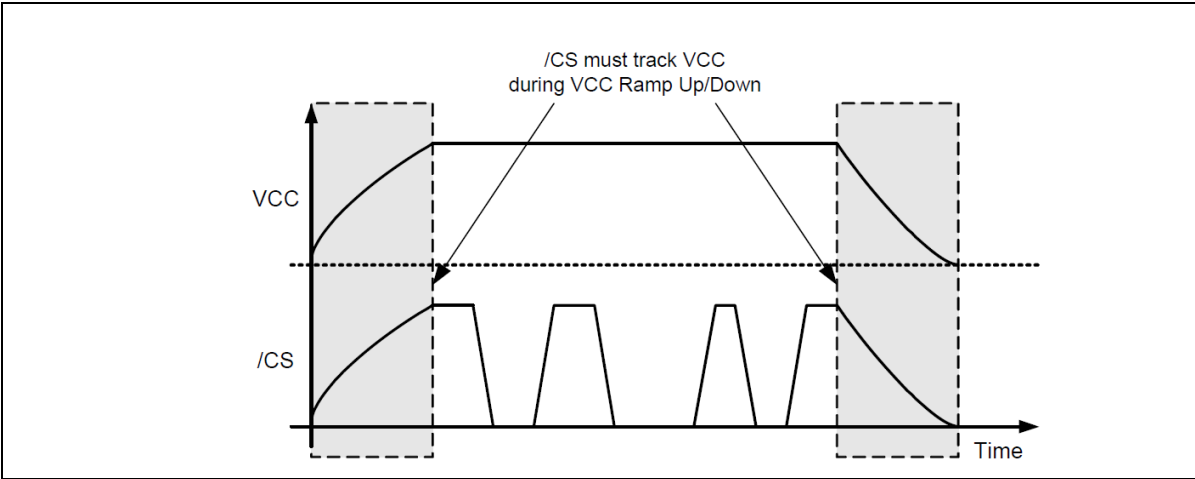 /CS must track VCC
during VCC Ramp Up/Down
VCC
/CS
Time